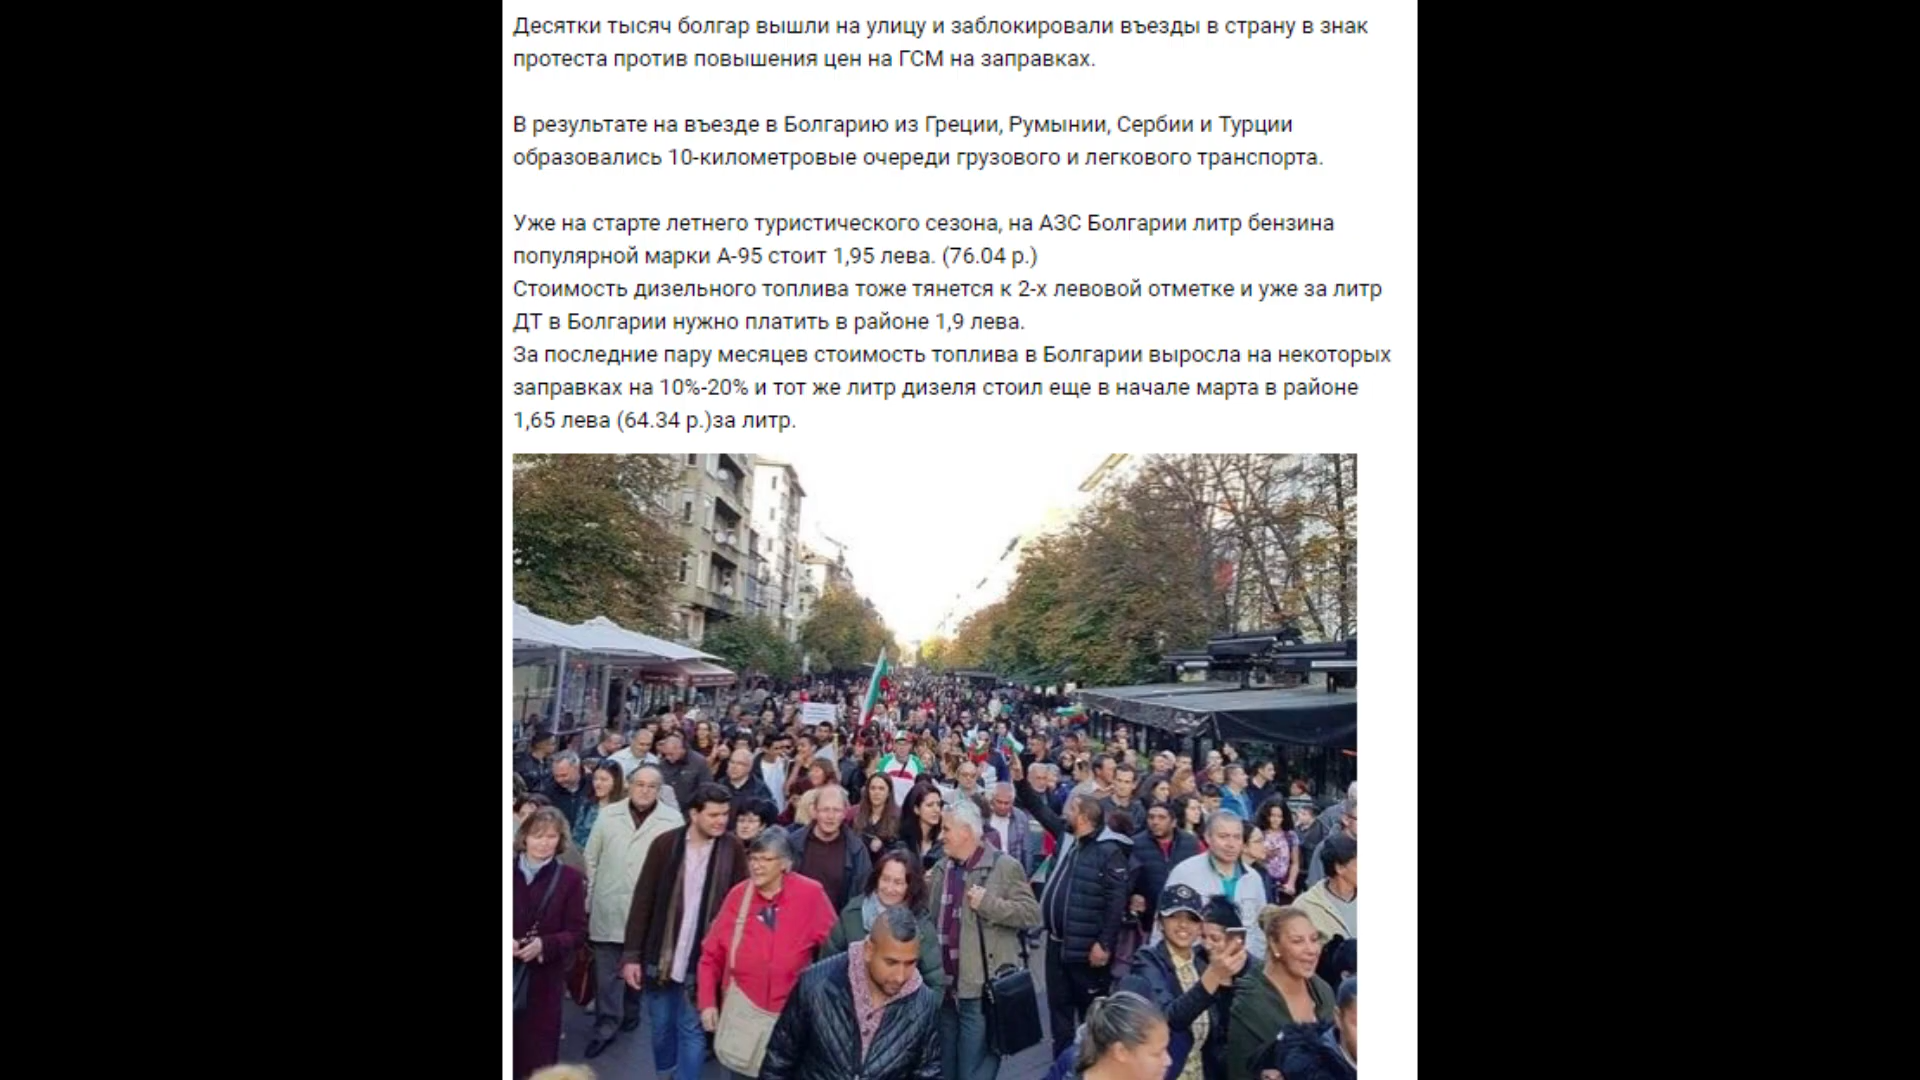 Десятки тысяч болгар вышли на улицу и заблокировали въезды в страну в знак
протеста против повышения цен на ГСМ на заправках.
В результате на въезде в Болгарию из Греции, Румынии, Сербии и Турции
образовались 10-километровые очереди грузового и легкового транспорта.
Уже на старте летнего туристического сезона, на АЗС Болгарии литр бензина
популярной марки А-95 стоит 1,95 лева. (76.04 р.)
Стоимость дизельного топлива тоже тянется к 2-х левовой отметке и уже за литр
ДТ в Болгарии нужно платить в районе 1,9 лева.
За последние пару месяцев стоимость топлива в Болгарии выросла на некоторых
заправках на 10%-20% и тот же литр дизеля стоил еще в начале марта в районе
1,65 лева (64.34 р.)за литр.